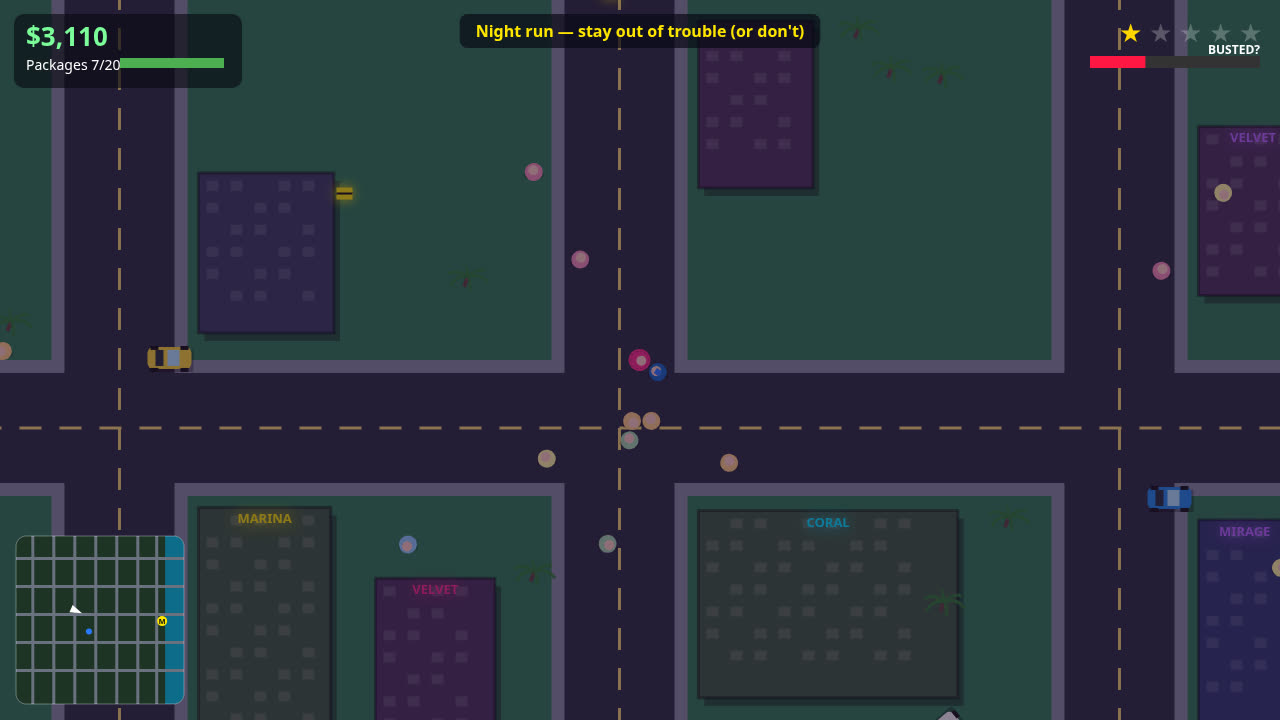 $3,110
Packages 7/20
Night run — stay out of trouble (or don't)
BUSTED?
VELVET
MARINA
CORAL
MIRAGE
VELVET
M